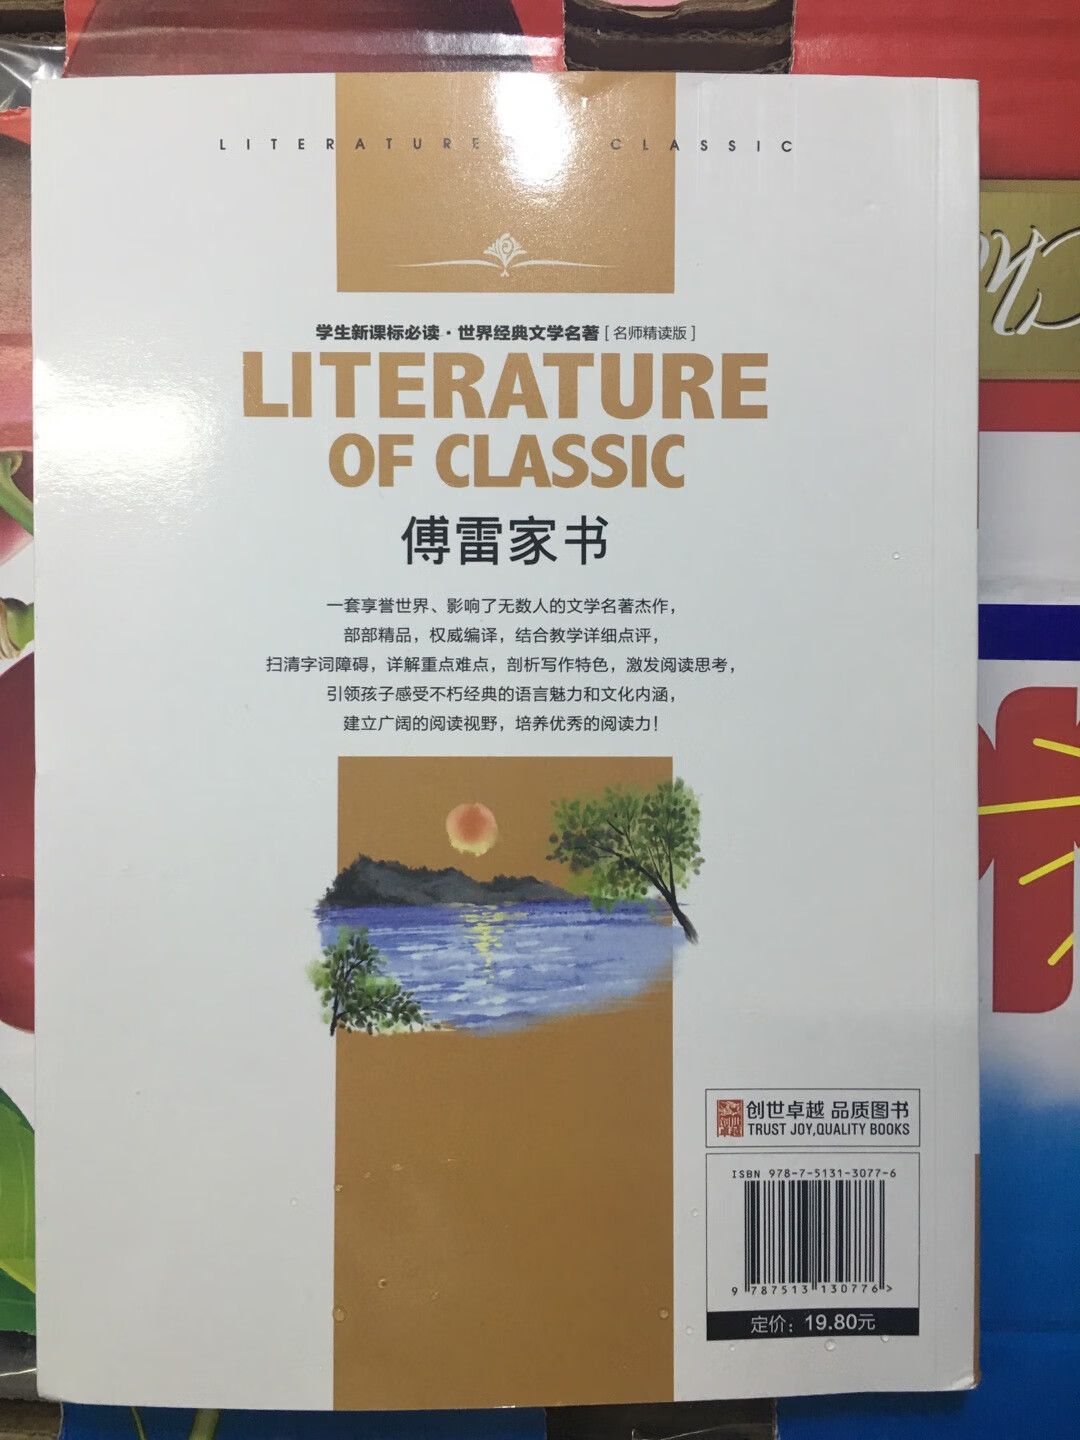 LITERATURE CLASSIC
学生新课标必读·世界经典文学名著[名师精读版]
LITERATURE
OF CLASSIC
傅雷家书
一套享誉世界、影响了无数人的文学名著杰作，
部部精品，权威编译，结合教学详细点评，
扫清字词障碍，详解重点难点，剖析写作特色，激发阅读思考，
引领孩子感受不朽经典的语言魅力和文化内涵，
建立广阔的阅读视野，培养优秀的阅读力！
创世卓越 品质图书
TRUST JOY,QUALITY BOOKS
ISBN 978-7-5131-3077-6
9 787513 130776 >
定价：19.80元